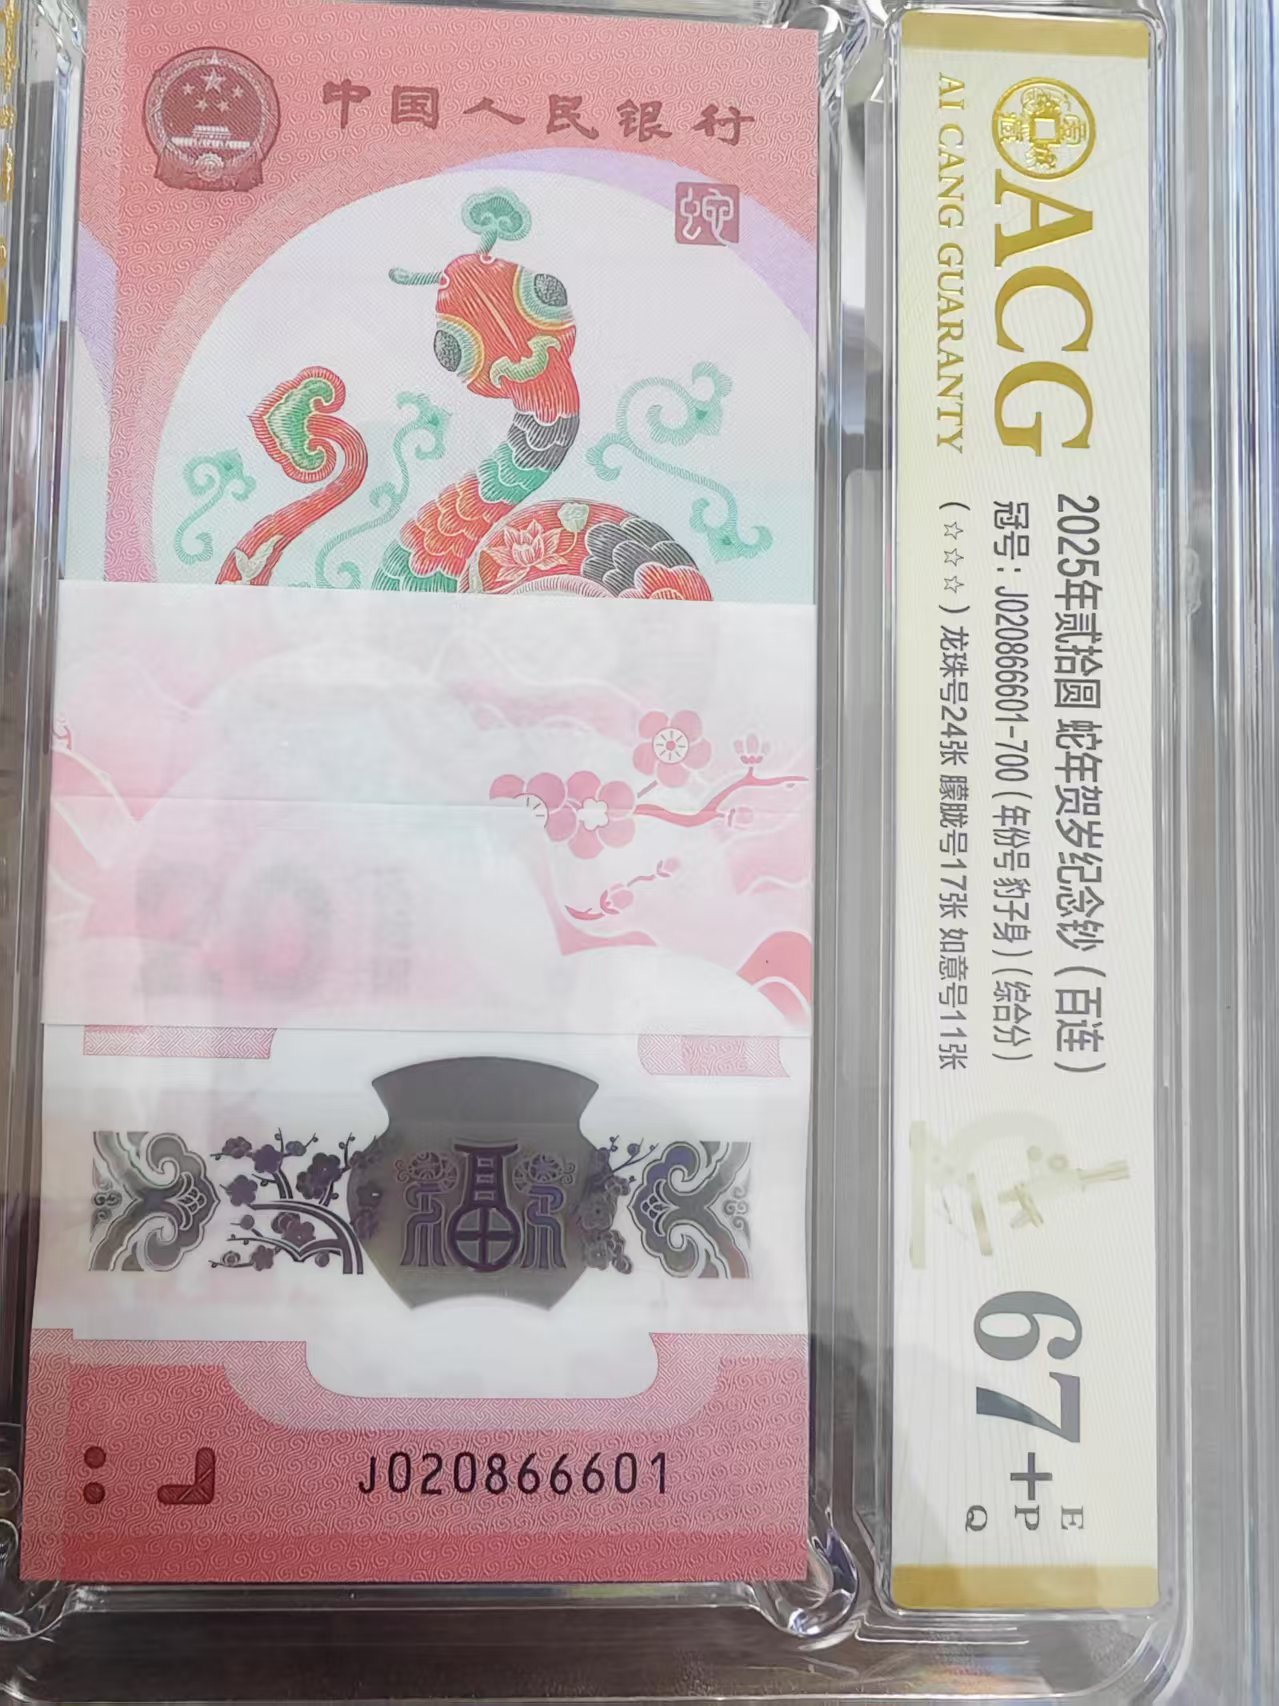 中国人民银行
蛇
J020866601
ACG
AI CANG GUARANTY
2025年贰拾圆 蛇年贺岁纪念钞（百连）
冠号：J020866601-700（年份号 豹子身）（综合分）
（☆☆☆）龙珠号24张 朦胧号17张 如意号11张
67+
E
P
Q